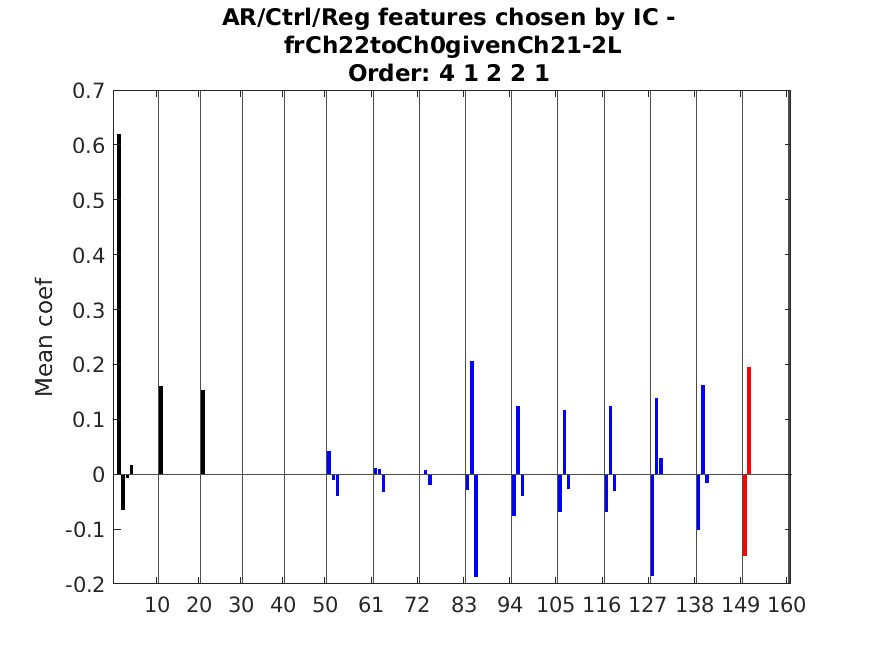 AR/Ctrl/Reg features chosen by IC -
frCh22toCh0givenCh21-2L
Order: 4 1 2 2 1
0.7
0.6
0.5
0.4
0.3
0.2
0.1
0
-0.1
-0.2
Mean coef
10 20 30 40 50 61 72 83 94 105 116 127 138 149 160